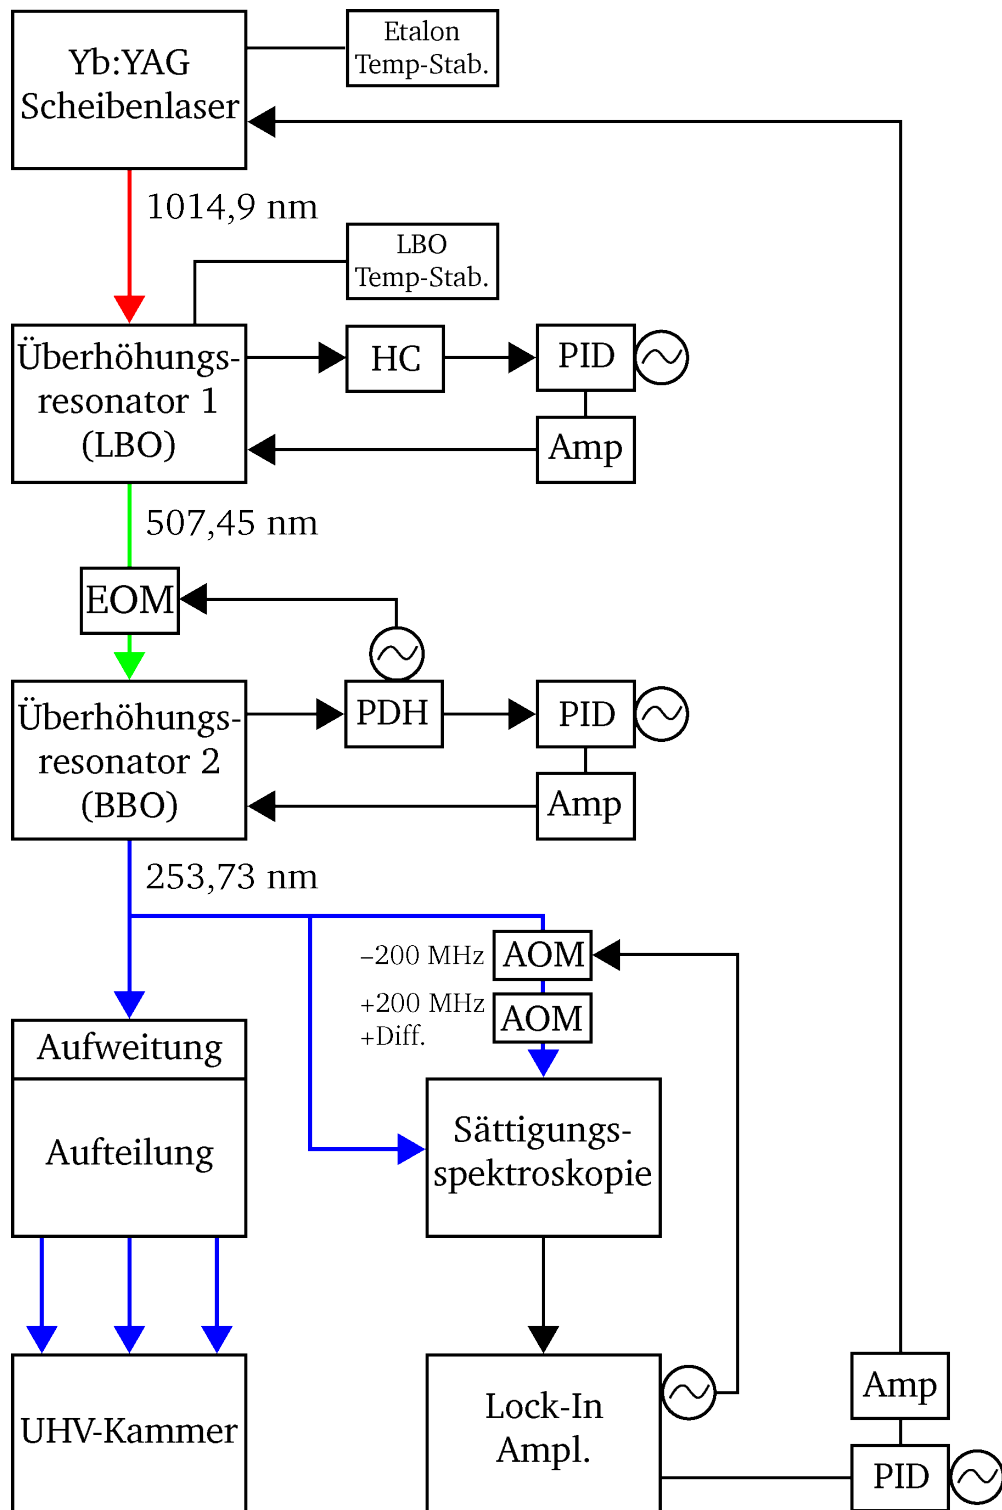 Yb:YAG
Scheibenlaser
Etalon
Temp-Stab.
1014,9 nm
LBO
Temp-Stab.
Überhöhungs-
resonator 1
(LBO)
HC
PID
Amp
507,45 nm
EOM
Überhöhungs-
resonator 2
(BBO)
PDH
PID
Amp
253,73 nm
–200 MHz
AOM
+200 MHz
+Diff.
AOM
Aufweitung
Aufteilung
Sättigungs-
spektroskopie
UHV-Kammer
Lock-In
Ampl.
Amp
PID